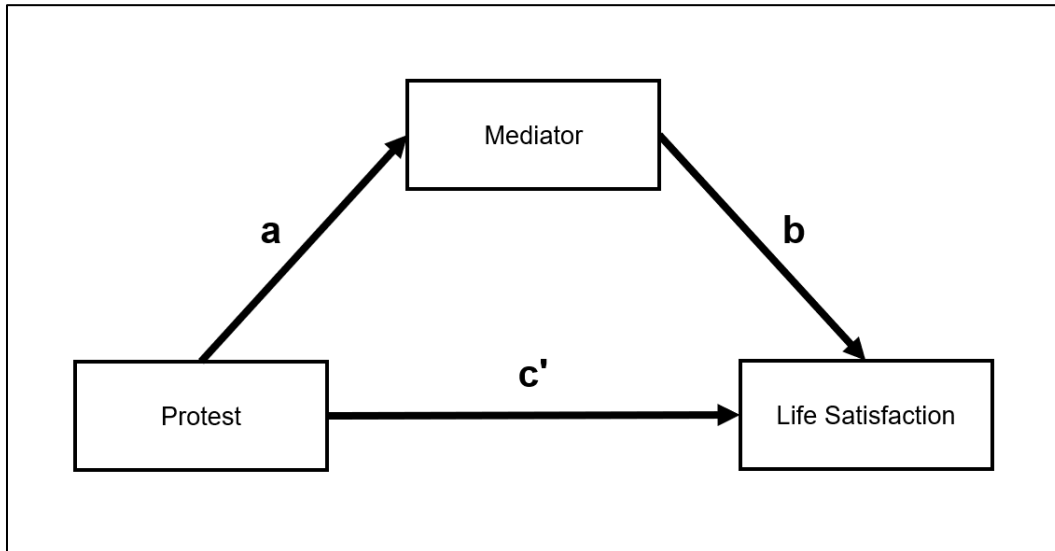 Mediator
a
b
c'
Protest
Life Satisfaction